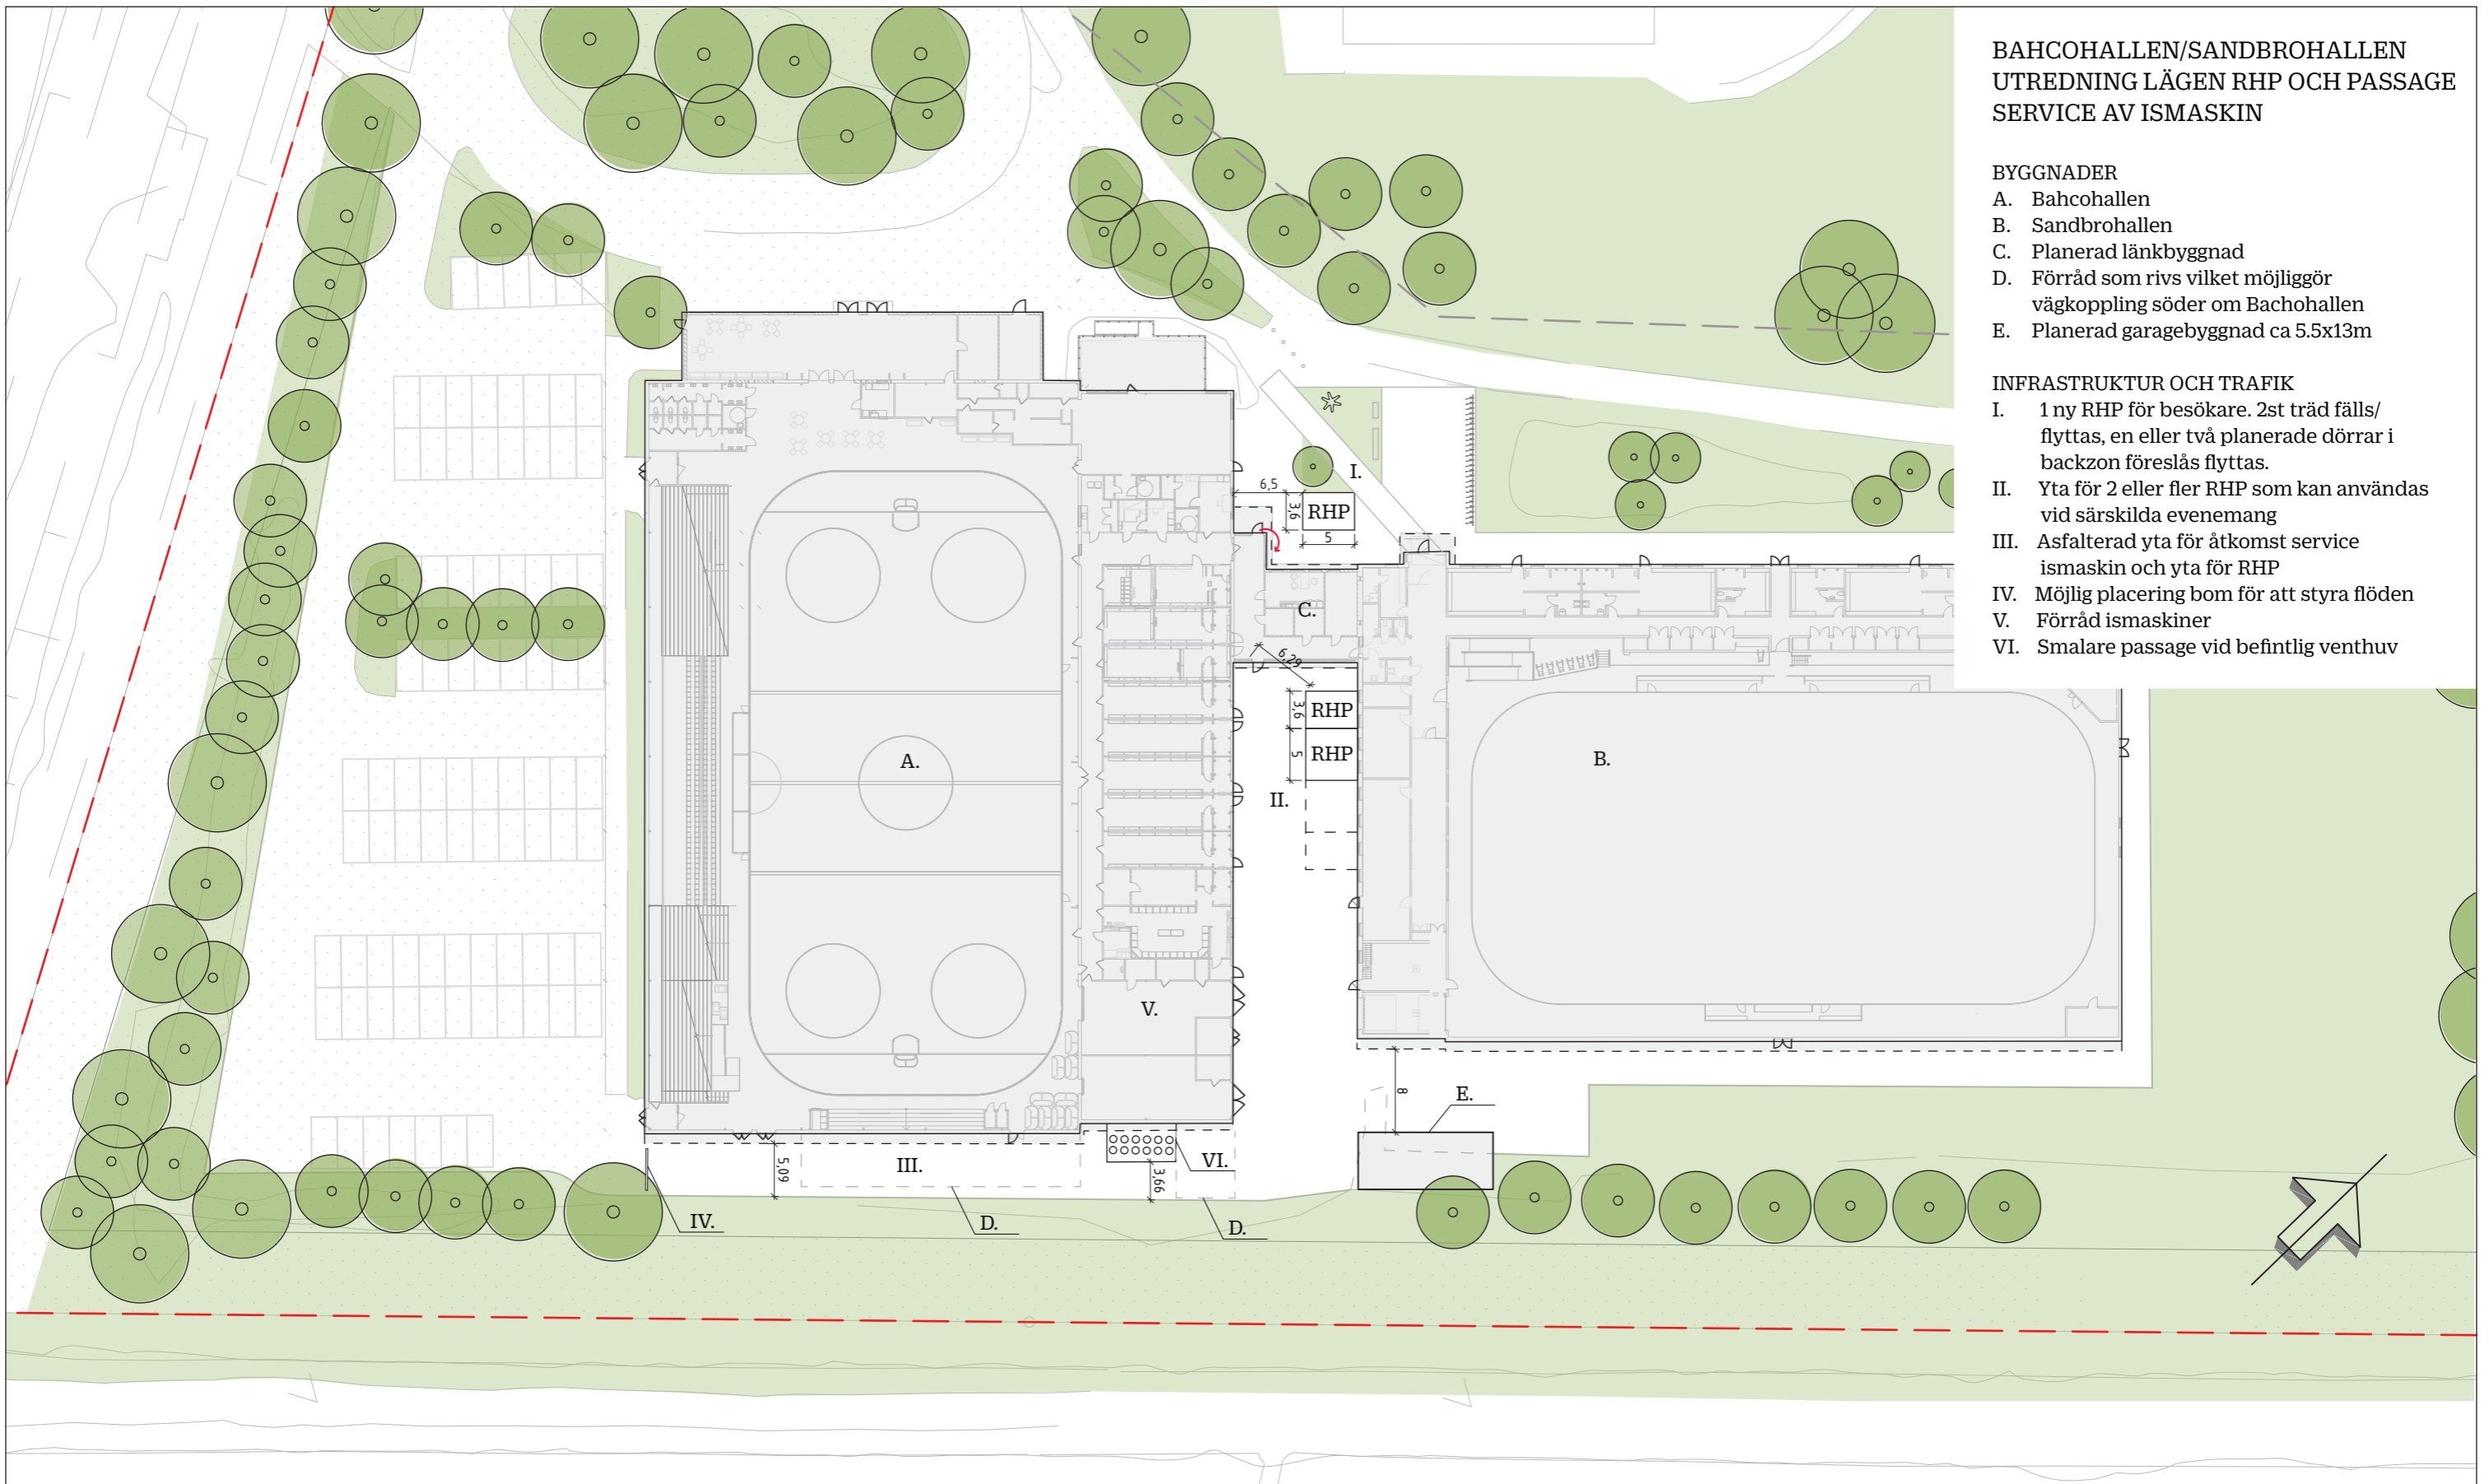 BAHCOHALLEN/SANDBROHALLEN
UTREDNING LÄGEN RHP OCH PASSAGE
SERVICE AV ISMASKIN
BYGGNADER
A. Bahcohallen
B. Sandbrohallen
C. Planerad länkbyggnad
D. Förråd som rivs vilket möjliggör
vägkoppling söder om Bachohallen
E. Planerad garagebyggnad ca 5.5x13m
INFRASTRUKTUR OCH TRAFIK
I. 1 ny RHP för besökare. 2st träd fälls/
flyttas, en eller två planerade dörrar i
backzon föreslås flyttas.
II. Yta för 2 eller fler RHP som kan användas
vid särskilda evenemang
III. Asfalterad yta för åtkomst service
ismaskin och yta för RHP
IV. Möjlig placering bom för att styra flöden
V. Förråd ismaskiner
VI. Smalare passage vid befintlig venthuv
I.
6,5
3,6
RHP
5
C.
6,29
3,6
RHP
5
RHP
A.
B.
II.
V.
8
E.
5,09
III.
3,66
VI.
IV.
D.
D.